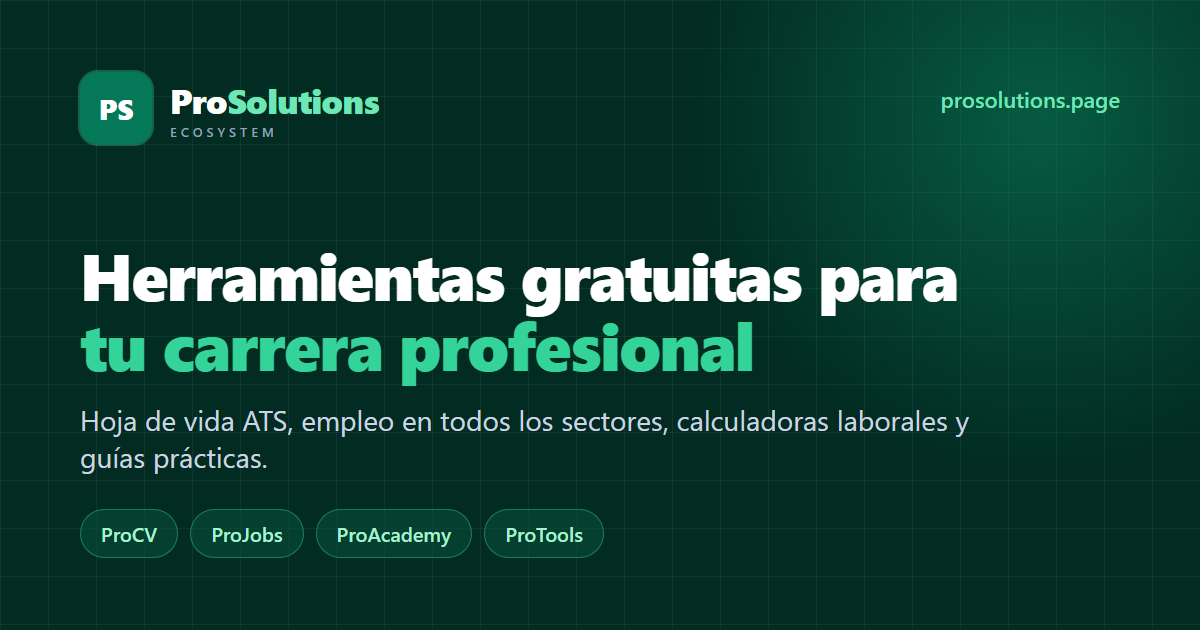 PS
ProSolutions
ECOSYSTEM
prosolutions.page
Herramientas gratuitas para
tu carrera profesional
Hoja de vida ATS, empleo en todos los sectores, calculadoras laborales y
guías prácticas.
ProCV
ProJobs
ProAcademy
ProTools